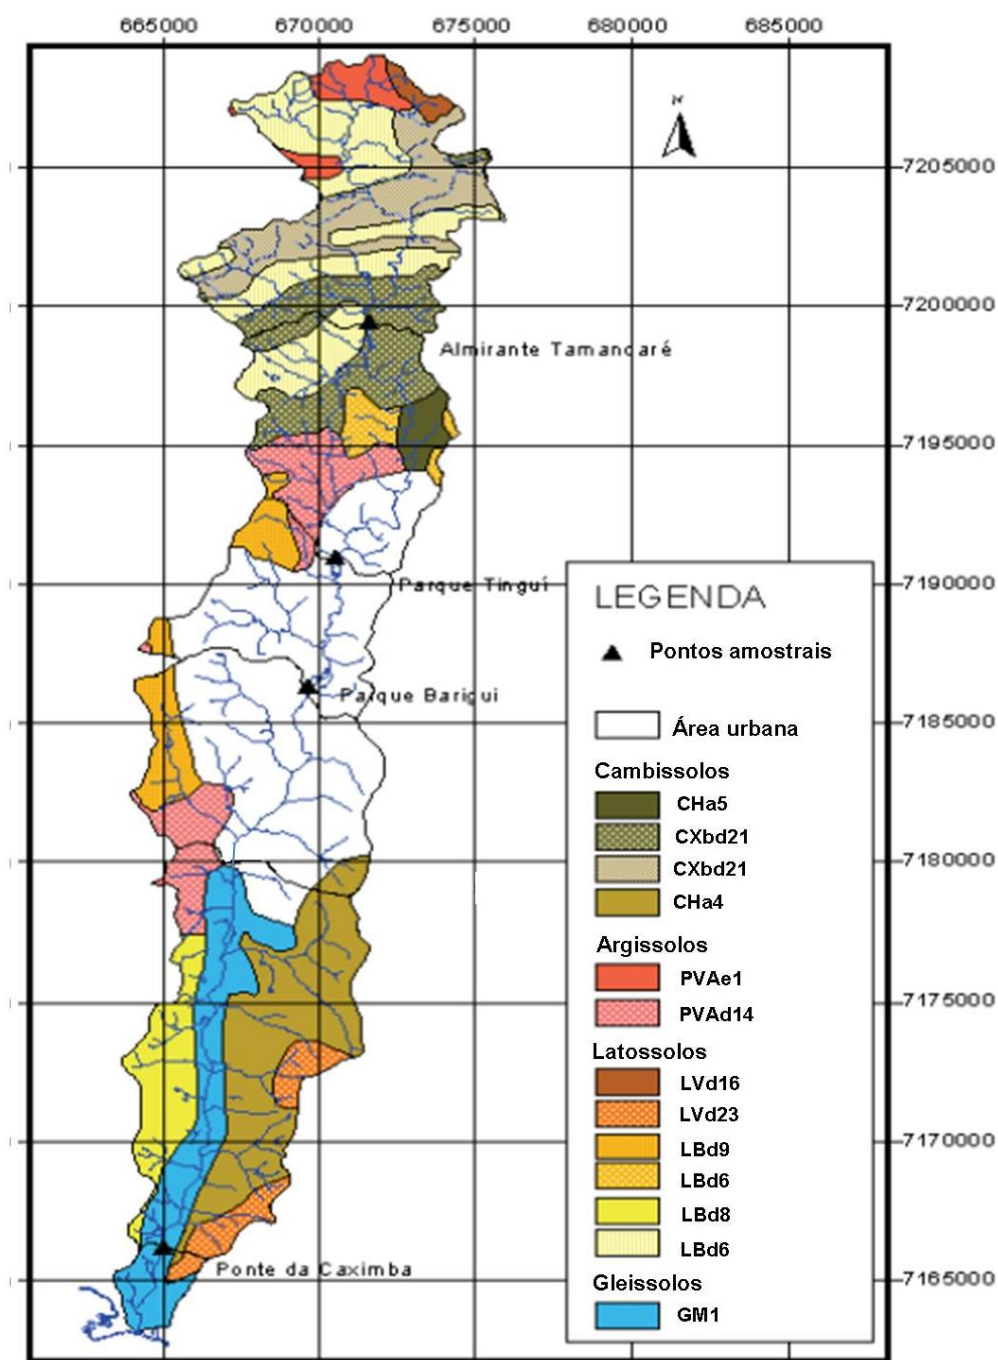 665000 670000 675000 680000 685000
N
7205000
7200000
Almirante Tamandaré
7195000
7190000
Parque Tinguí
LEGENDA
Pontos amostrais
Parque Barigui
7185000
Área urbana
Cambissolos
CHa5
CXbd21
7180000
CXbd21
CHa4
Argissolos
PVAe1
7175000
PVAd14
Latossolos
LVd16
LVd23
7170000
LBd9
LBd6
LBd8
LBd6
Ponte da Caximba
7165000
Gleissolos
GM1